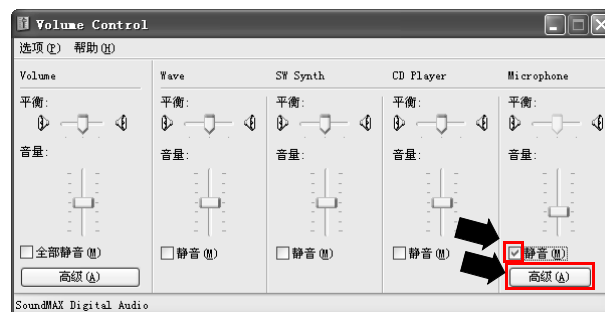 Volume Control
选项(P) 帮助(H)
Volume Wave SW Synth CD Player Microphone
平衡: 平衡: 平衡: 平衡: 平衡:
音量: 音量: 音量: 音量: 音量:
全部静音(M) 静音(M) 静音(M) 静音(M) 静音(M)
高级(A) 高级(A)
SoundMAX Digital Audio